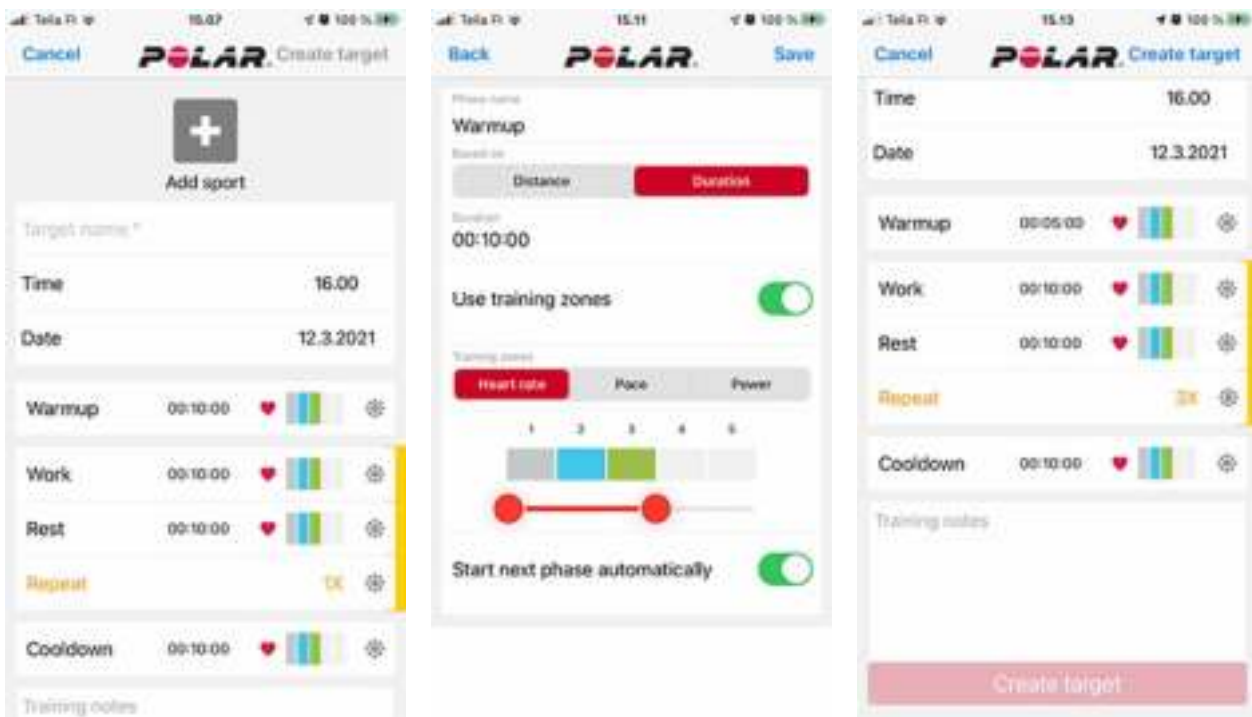 Telia FI 15.07 100 %
Cancel POLAR. Create target
Add sport
Target name *
Time 16.00
Date 12.3.2021
Warmup 00:10:00
Work 00:10:00
Rest 00:10:00
Repeat 1X
Cooldown 00:10:00
Training notes
Telia FI 15.11 100 %
Back POLAR. Save
Phase name
Warmup
Based on
Distance Duration
Duration
00:10:00
Use training zones
Training zones
Heart rate Pace Power
1 2 3 4 5
Start next phase automatically
Telia FI 15.13 100 %
Cancel POLAR. Create target
Time 16.00
Date 12.3.2021
Warmup 00:05:00
Work 00:10:00
Rest 00:10:00
Repeat
Cooldown 00:10:00
Training notes
Create target